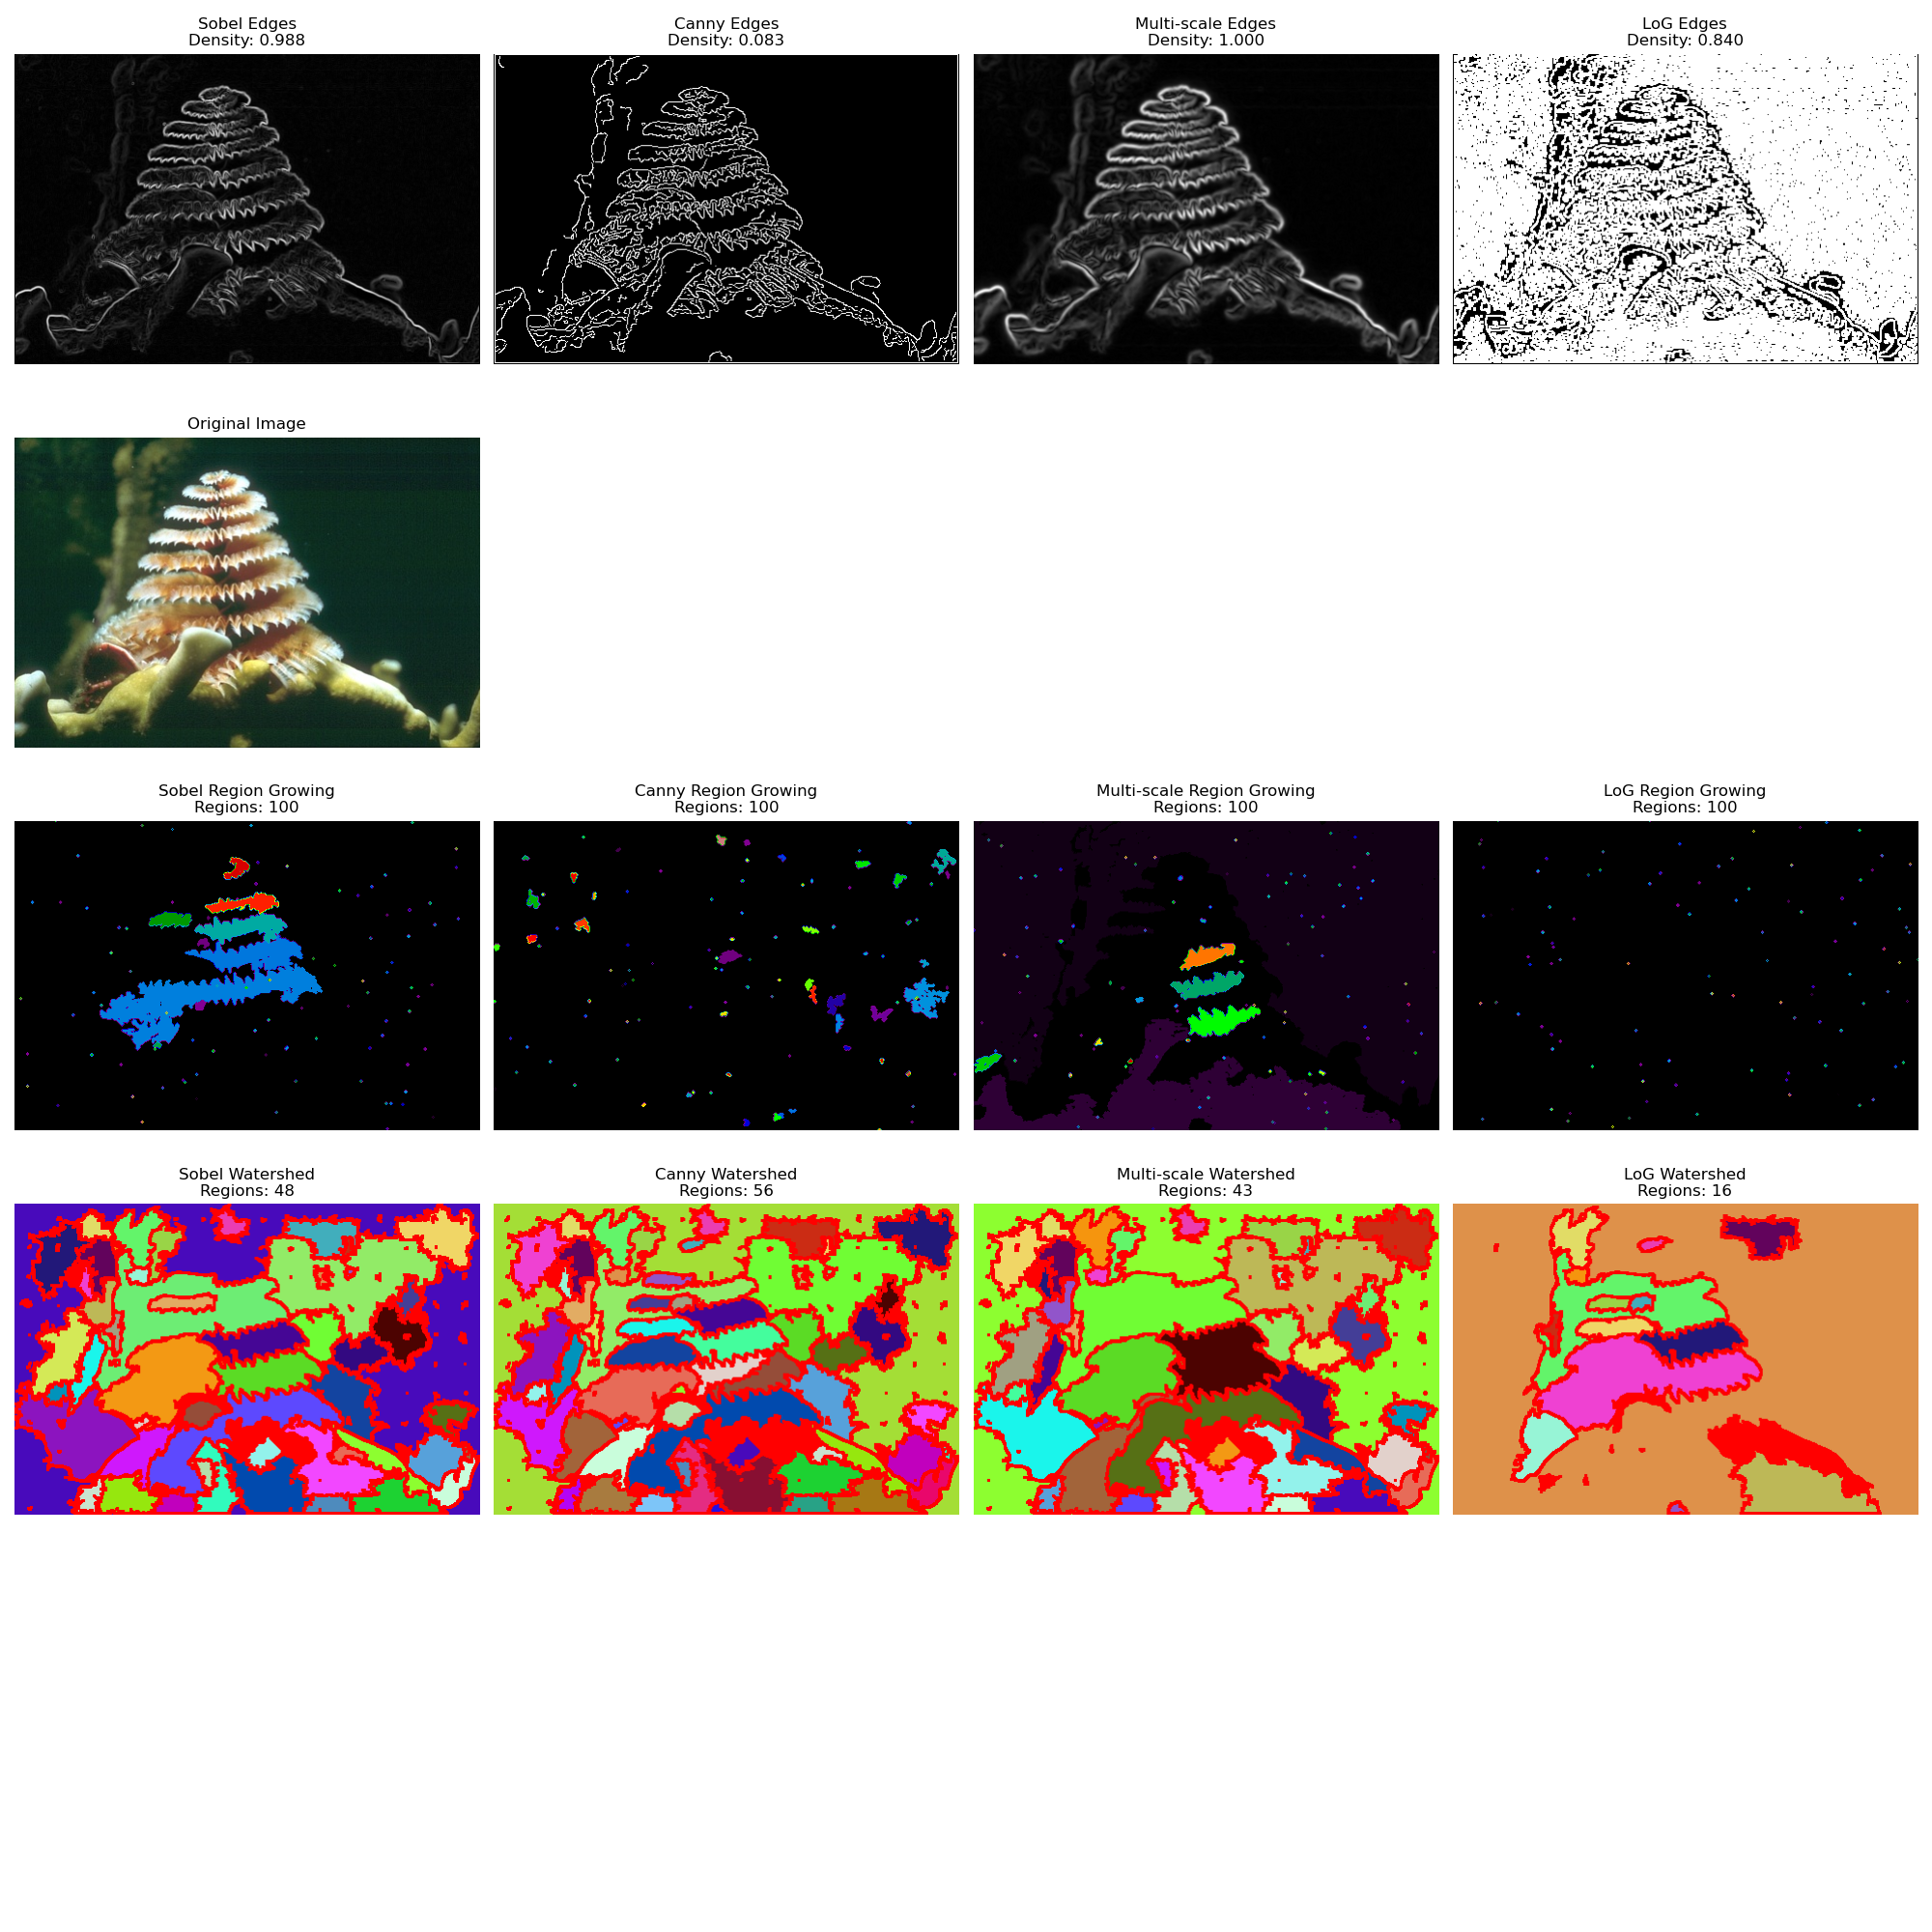 Sobel Edges
Density: 0.988
Canny Edges
Density: 0.083
Multi-scale Edges
Density: 1.000
LoG Edges
Density: 0.840
Original Image
Sobel Region Growing
Regions: 100
Canny Region Growing
Regions: 100
Multi-scale Region Growing
Regions: 100
LoG Region Growing
Regions: 100
Sobel Watershed
Regions: 48
Canny Watershed
Regions: 56
Multi-scale Watershed
Regions: 43
LoG Watershed
Regions: 16